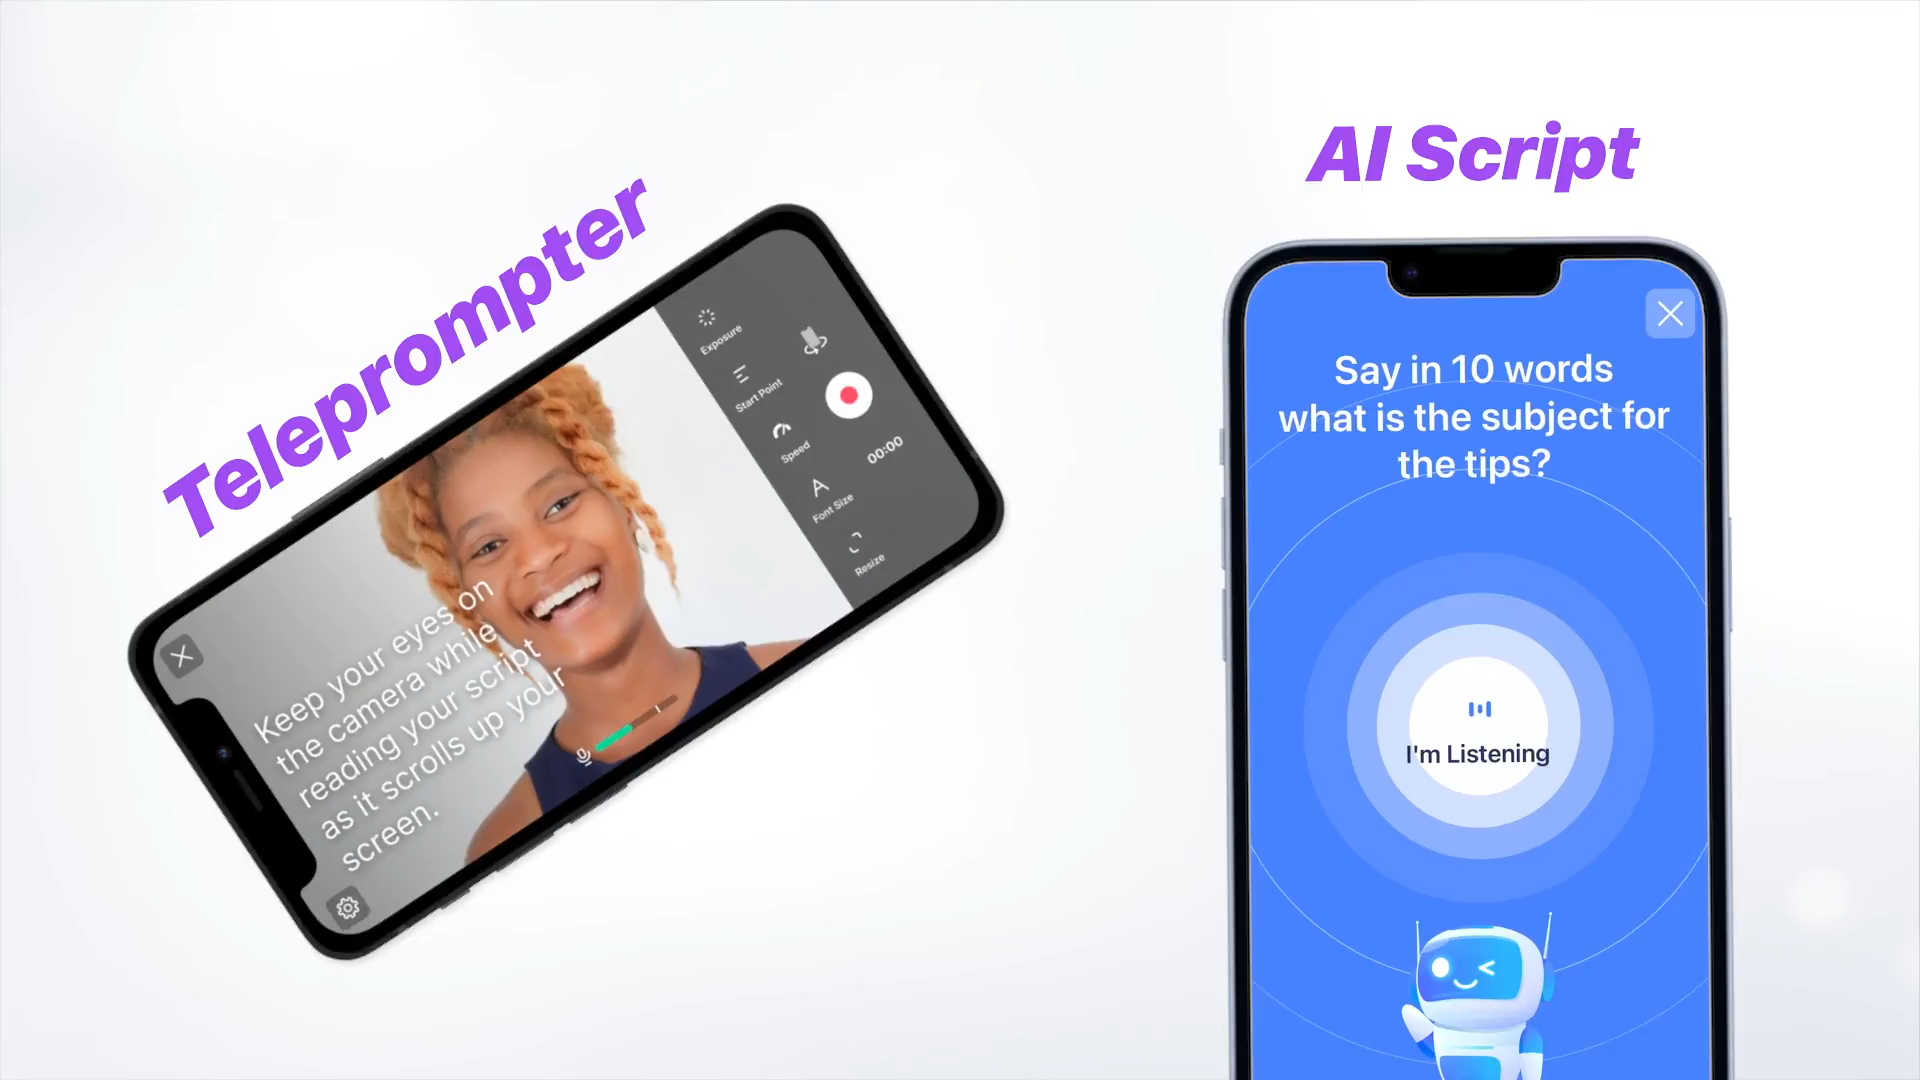 Teleprompter
Keep your eyes on
the camera while
reading your script
as it scrolls up your
screen.
Exposure
Start Point
Speed
Font Size
Resize
00:00
AI Script
Say in 10 words
what is the subject for
the tips?
I'm Listening